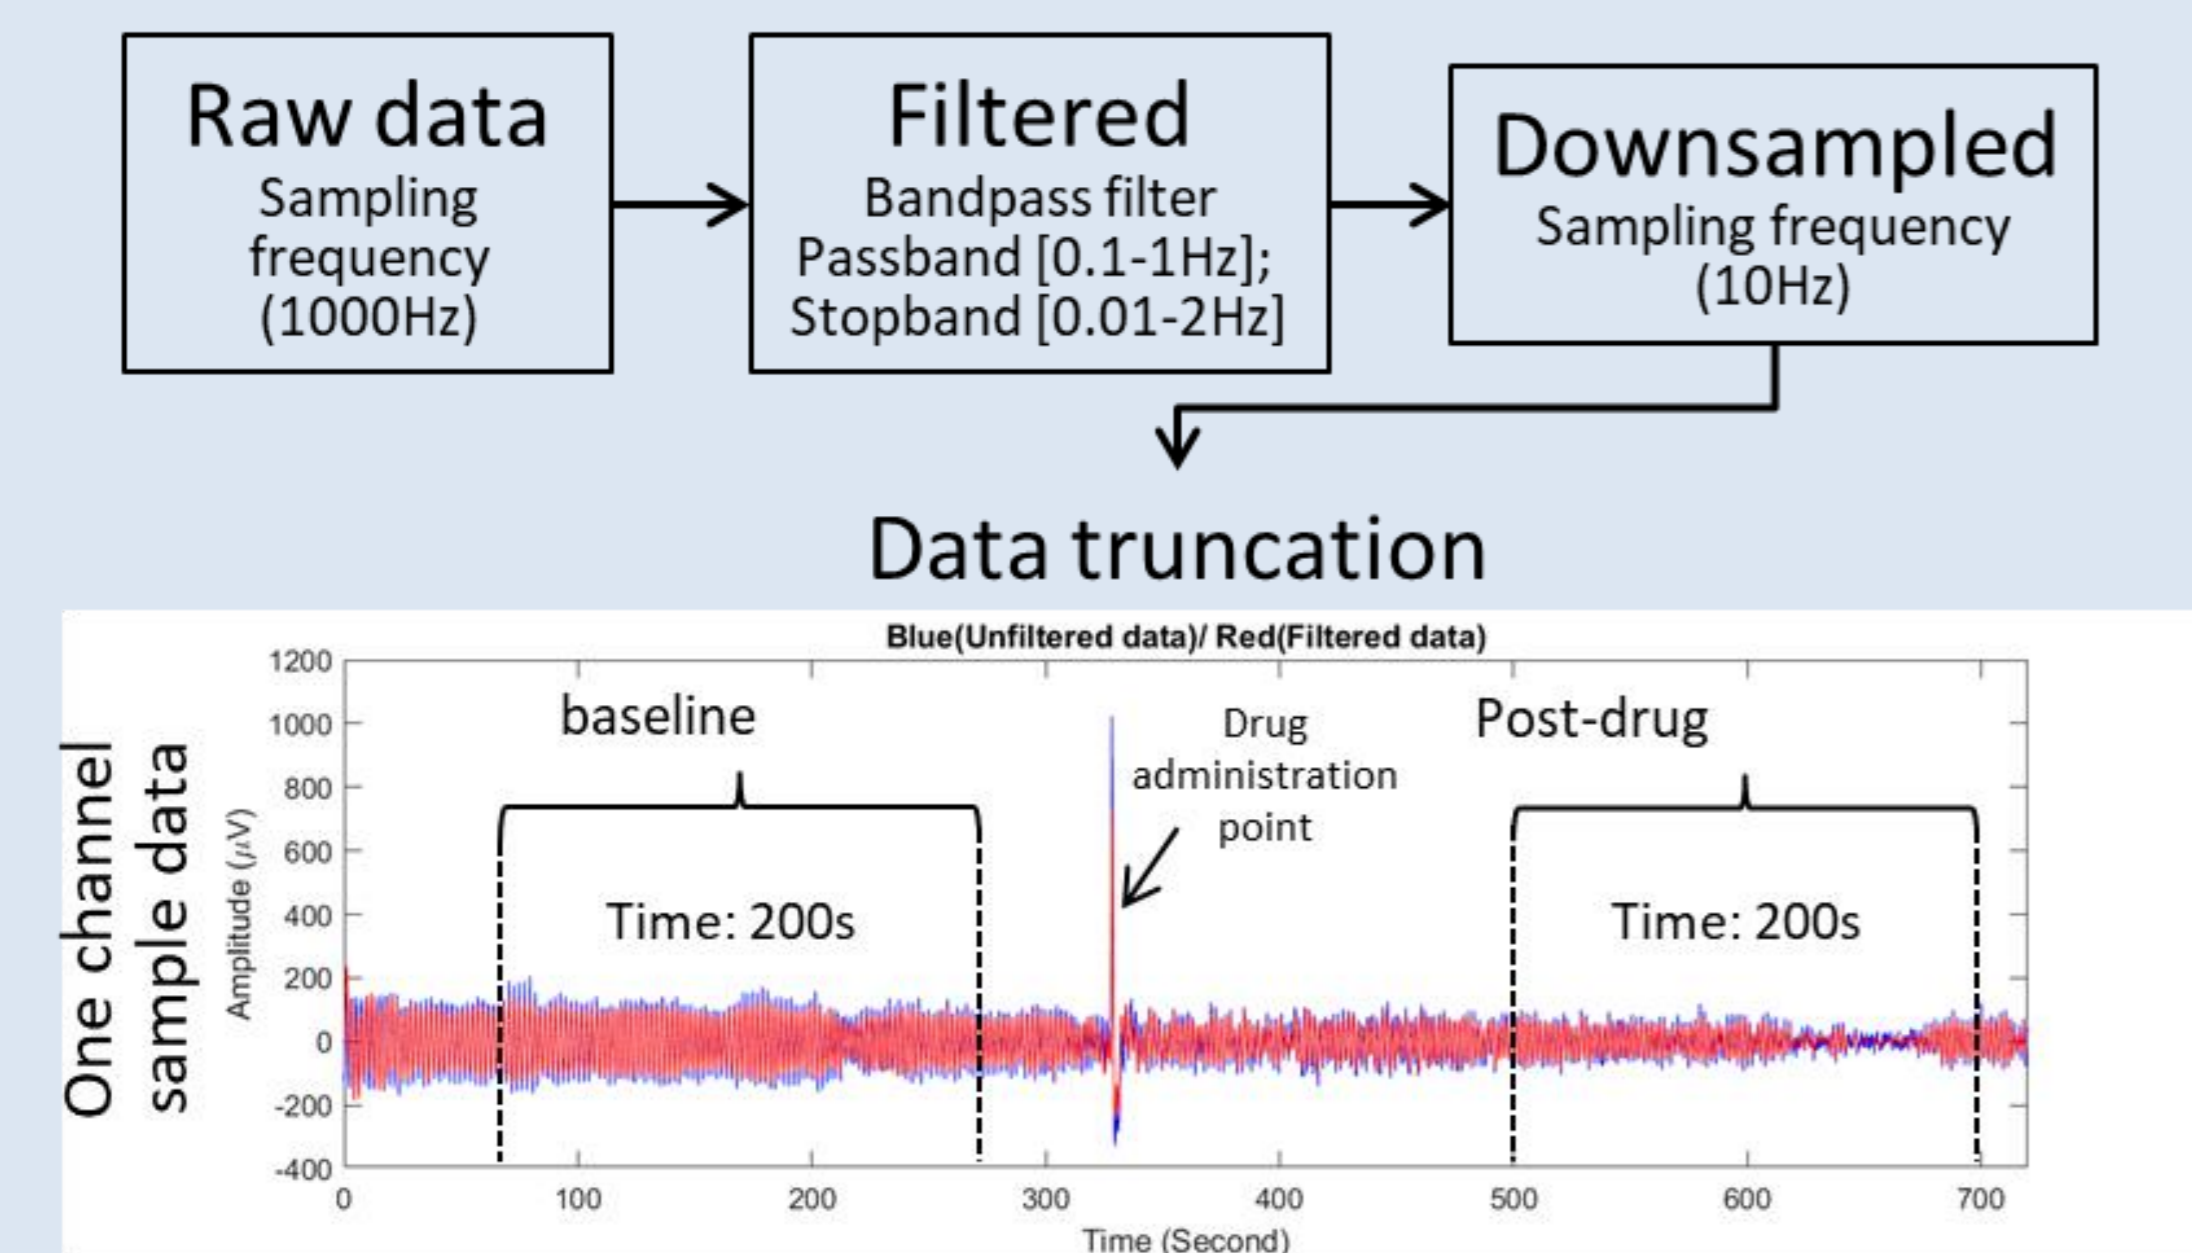 Raw data
Sampling
frequency
(1000Hz)
Filtered
Bandpass filter
Passband [0.1-1Hz];
Stopband [0.01-2Hz]
Downsampled
Sampling frequency
(10Hz)
Data truncation
One channel
sample data
Blue(Unfiltered data)/ Red(Filtered data)
Amplitude (μV)
1200
1000
800
600
400
200
0
-200
-400
baseline
Time: 200s
Drug
administration
point
Post-drug
Time: 200s
0 100 200 300 400 500 600 700
Time (Second)